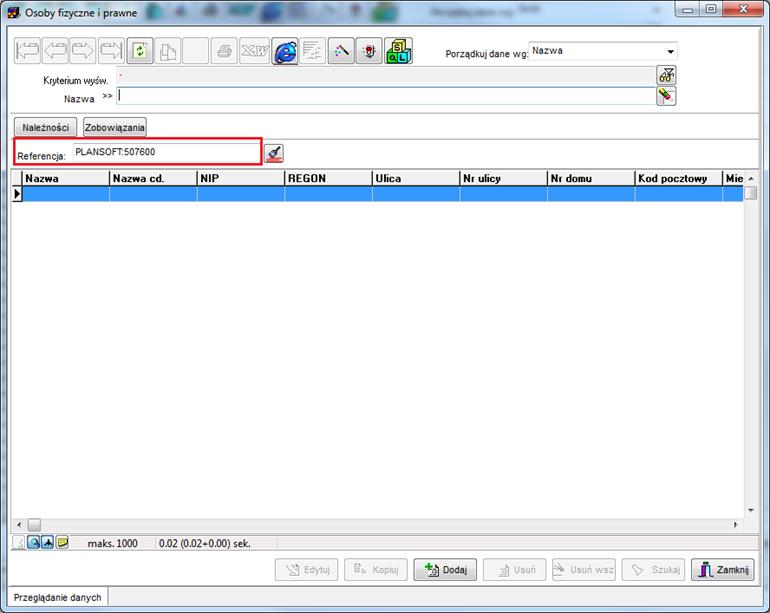 Osoby fizyczne i prawne
XW
SQL
Porządkuj dane wg: Nazwa
Kryterium wyśw.
Nazwa >>
Należności Zobowiązania
Referencja: PLANSOFT:507600
Nazwa Nazwa cd. NIP REGON Ulica Nr ulicy Nr domu Kod pocztowy Mie
maks. 1000 0.02 (0.02+0.00) sek.
Edytuj Kopiuj Dodaj Usuń Usuń wsz Szukaj Zamknij
Przeglądanie danych